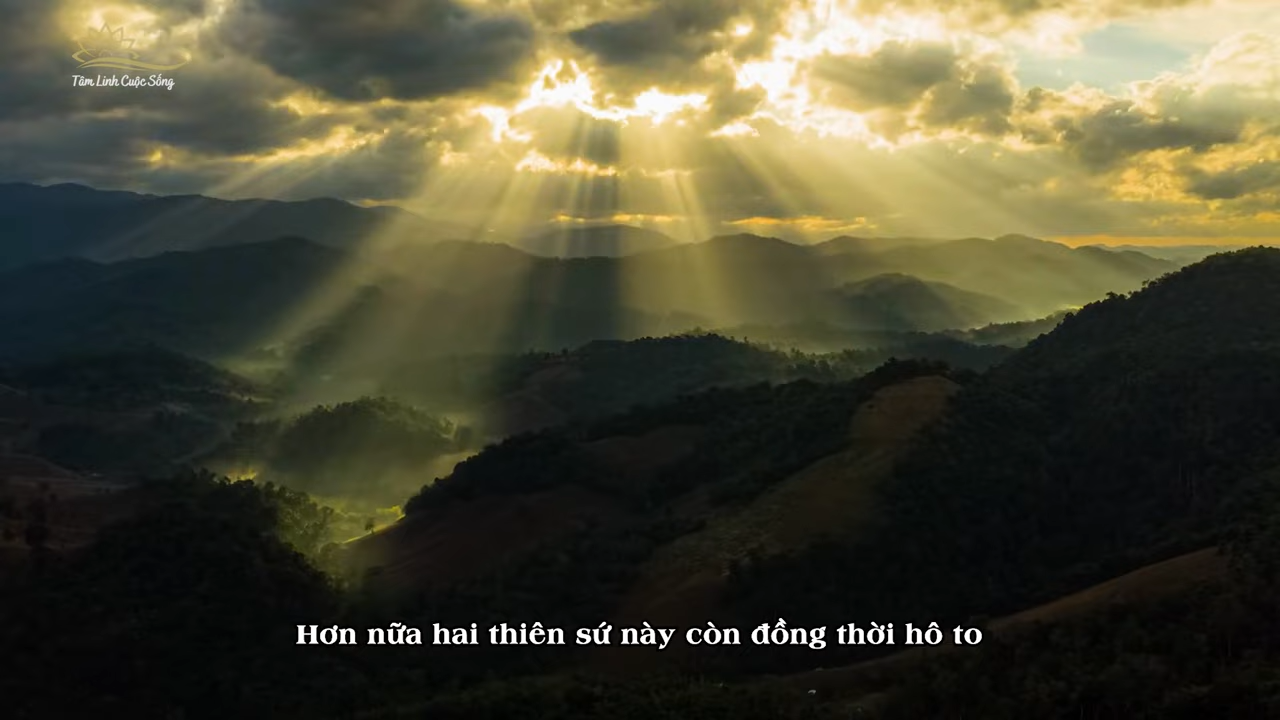 Tâm Linh Cuộc Sống
Hơn nữa hai thiên sứ này còn đồng thời hô to